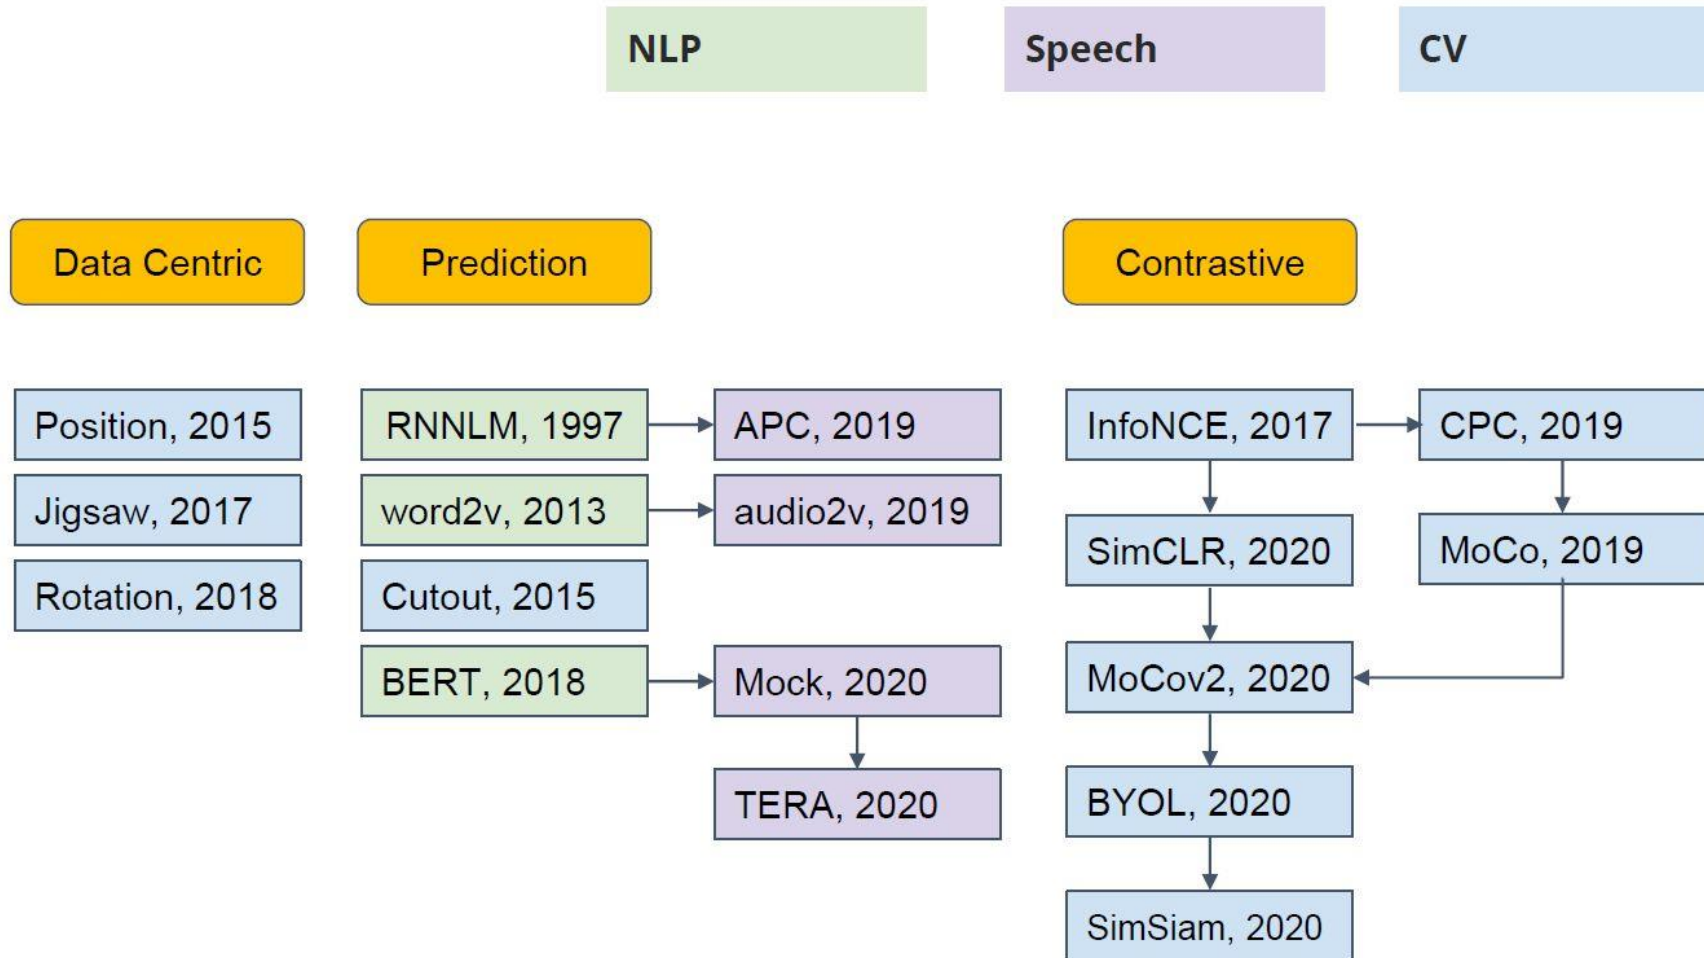 NLP
Speech
CV
Data Centric
Prediction
Contrastive
Position, 2015
RNNLM, 1997
APC, 2019
InfoNCE, 2017
CPC, 2019
Jigsaw, 2017
word2v, 2013
audio2v, 2019
SimCLR, 2020
MoCo, 2019
Rotation, 2018
Cutout, 2015
BERT, 2018
Mock, 2020
MoCov2, 2020
TERA, 2020
BYOL, 2020
SimSiam, 2020